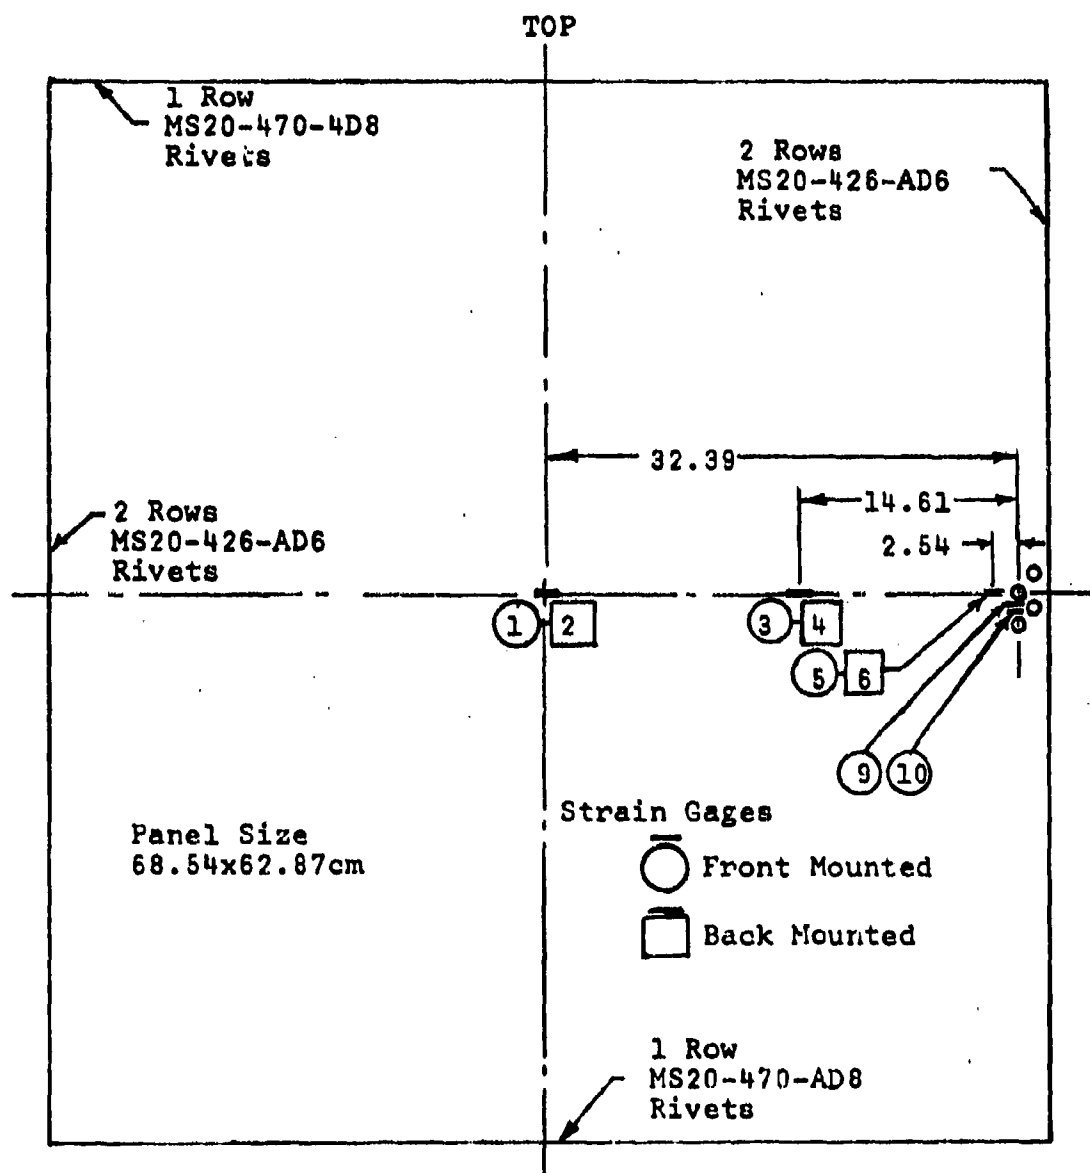 TOP
1 Row
MS20-470-4D8
Rivets
2 Rows
MS20-426-AD6
Rivets
32.39
14.61
2.54
2 Rows
MS20-426-AD6
Rivets
1
2
3
4
5
6
9
10
Strain Gages
Front Mounted
Back Mounted
Panel Size
68.54x62.87cm
1 Row
MS20-470-AD8
Rivets